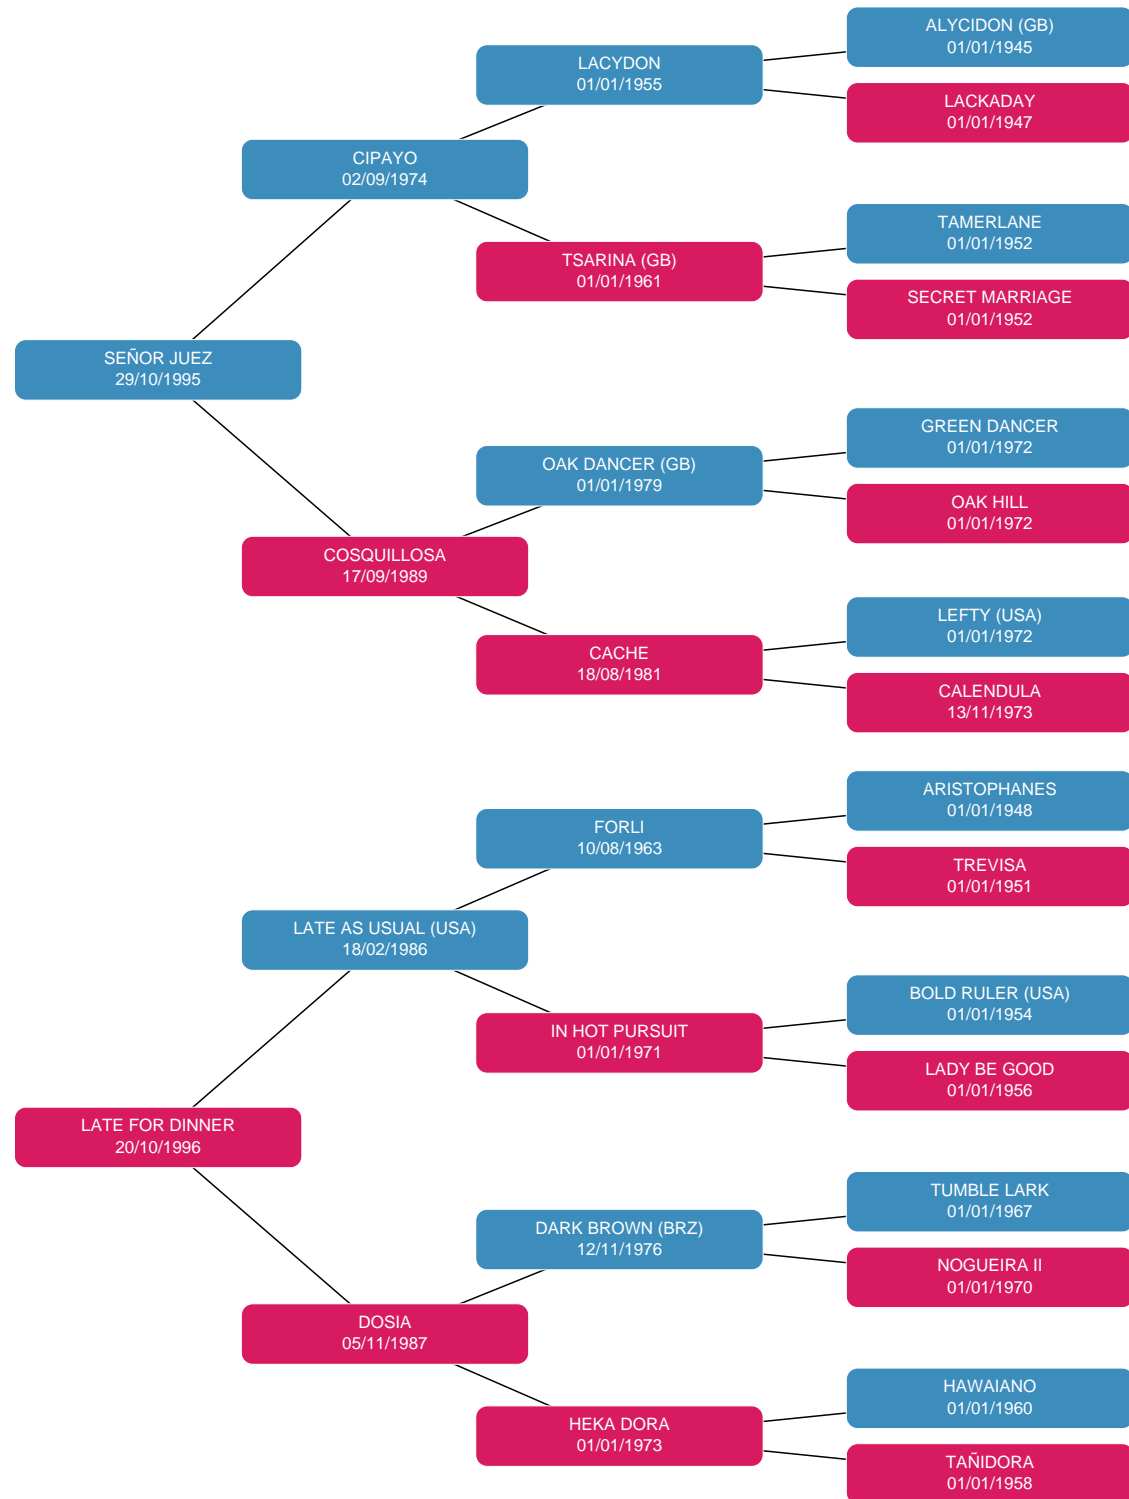 ALYCIDON (GB)
01/01/1945
LACYDON
01/01/1955
LACKADAY
01/01/1947
CIPAYO
02/09/1974
TAMERLANE
01/01/1952
TSARINA (GB)
01/01/1961
SECRET MARRIAGE
01/01/1952
SEÑOR JUEZ
29/10/1995
GREEN DANCER
01/01/1972
OAK DANCER (GB)
01/01/1979
OAK HILL
01/01/1972
COSQUILLOSA
17/09/1989
LEFTY (USA)
01/01/1972
CACHE
18/08/1981
CALENDULA
13/11/1973
ARISTOPHANES
01/01/1948
FORLI
10/08/1963
TREVISA
01/01/1951
LATE AS USUAL (USA)
18/02/1986
BOLD RULER (USA)
01/01/1954
IN HOT PURSUIT
01/01/1971
LADY BE GOOD
01/01/1956
LATE FOR DINNER
20/10/1996
TUMBLE LARK
01/01/1967
DARK BROWN (BRZ)
12/11/1976
NOGUEIRA II
01/01/1970
DOSIA
05/11/1987
HAWAIANO
01/01/1960
HEKA DORA
01/01/1973
TAÑIDORA
01/01/1958